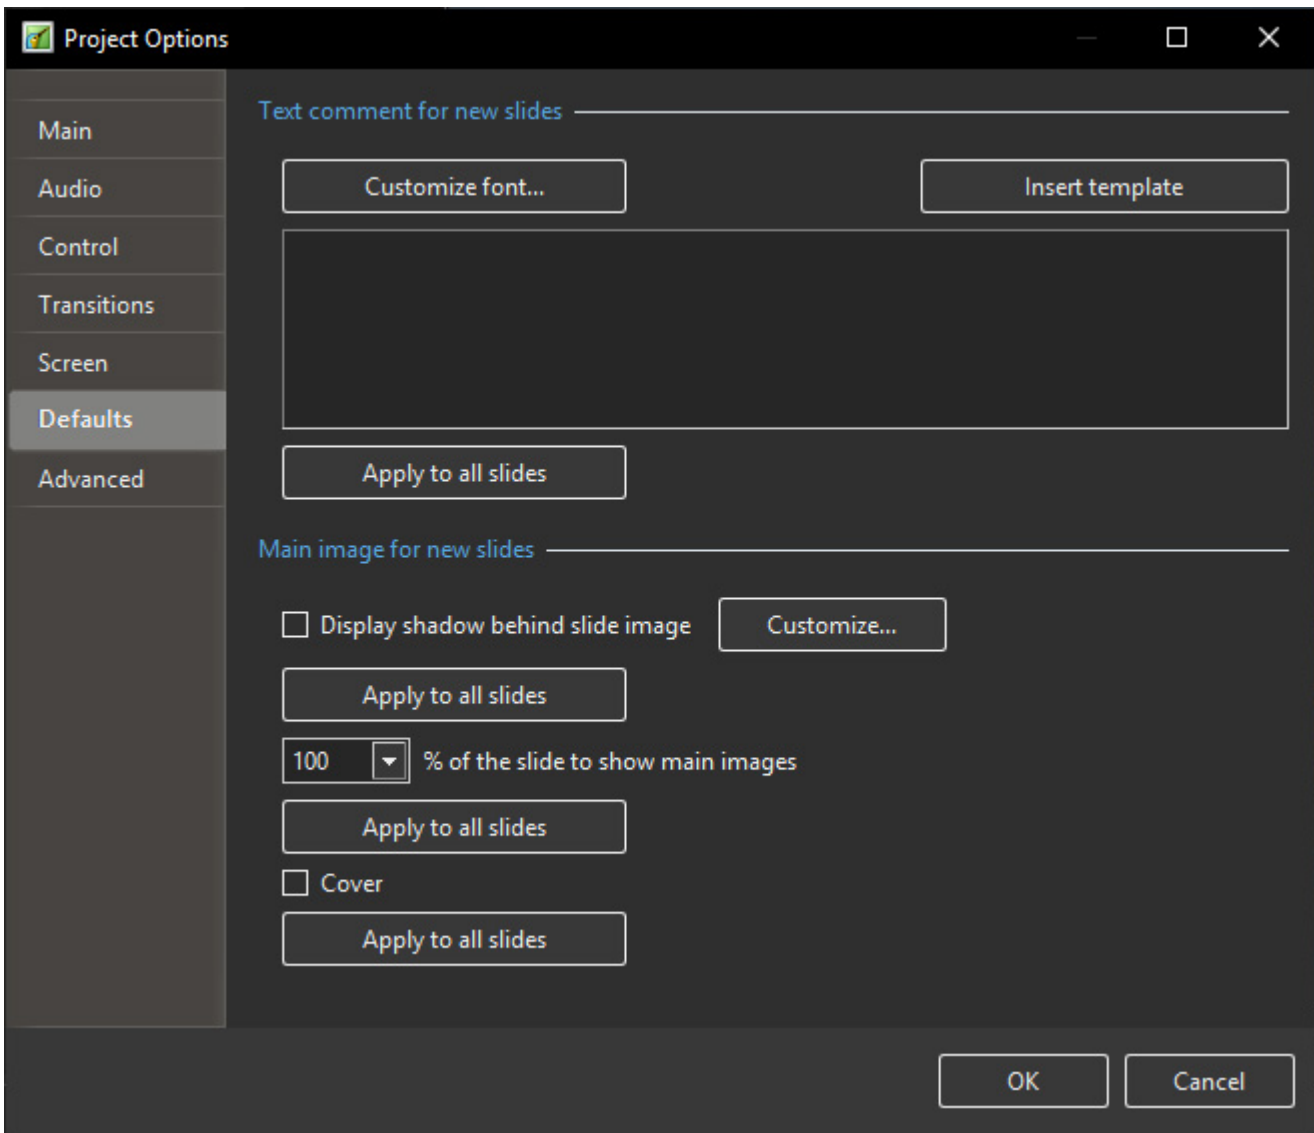 Project Options
Main
Audio
Control
Transitions
Screen
Defaults
Advanced
Text comment for new slides
Customize font... Insert template
Apply to all slides
Main image for new slides
Display shadow behind slide image Customize...
Apply to all slides
100 % of the slide to show main images
Apply to all slides
Cover
Apply to all slides
OK Cancel